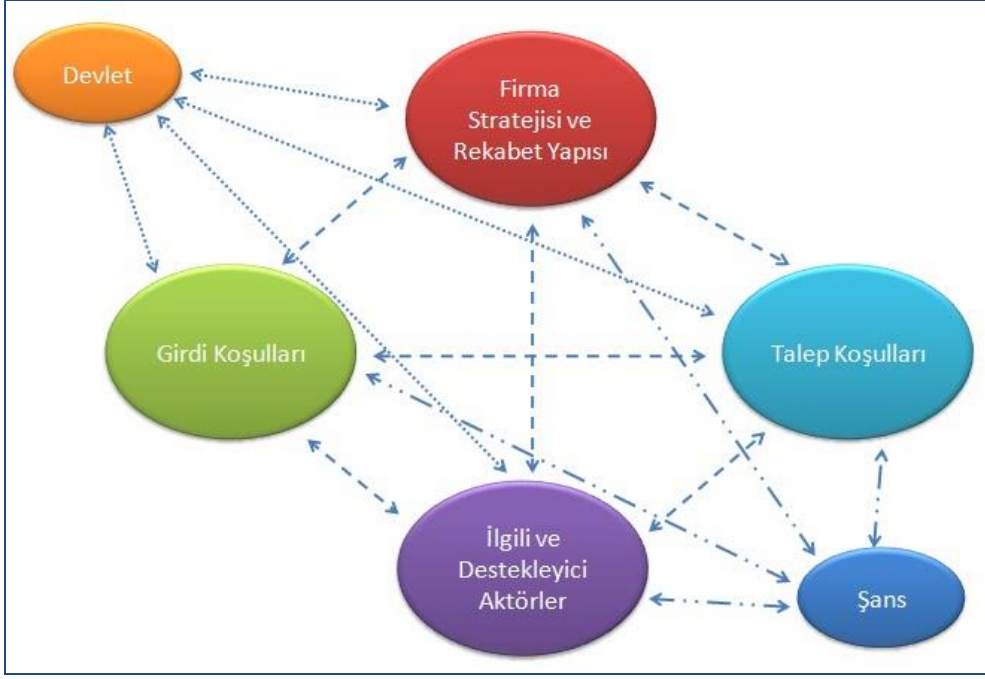 Devlet
Firma
Stratejisi ve
Rekabet Yapısı
Girdi Koşulları
Talep Koşulları
İlgili ve
Destekleyici
Aktörler
Şans